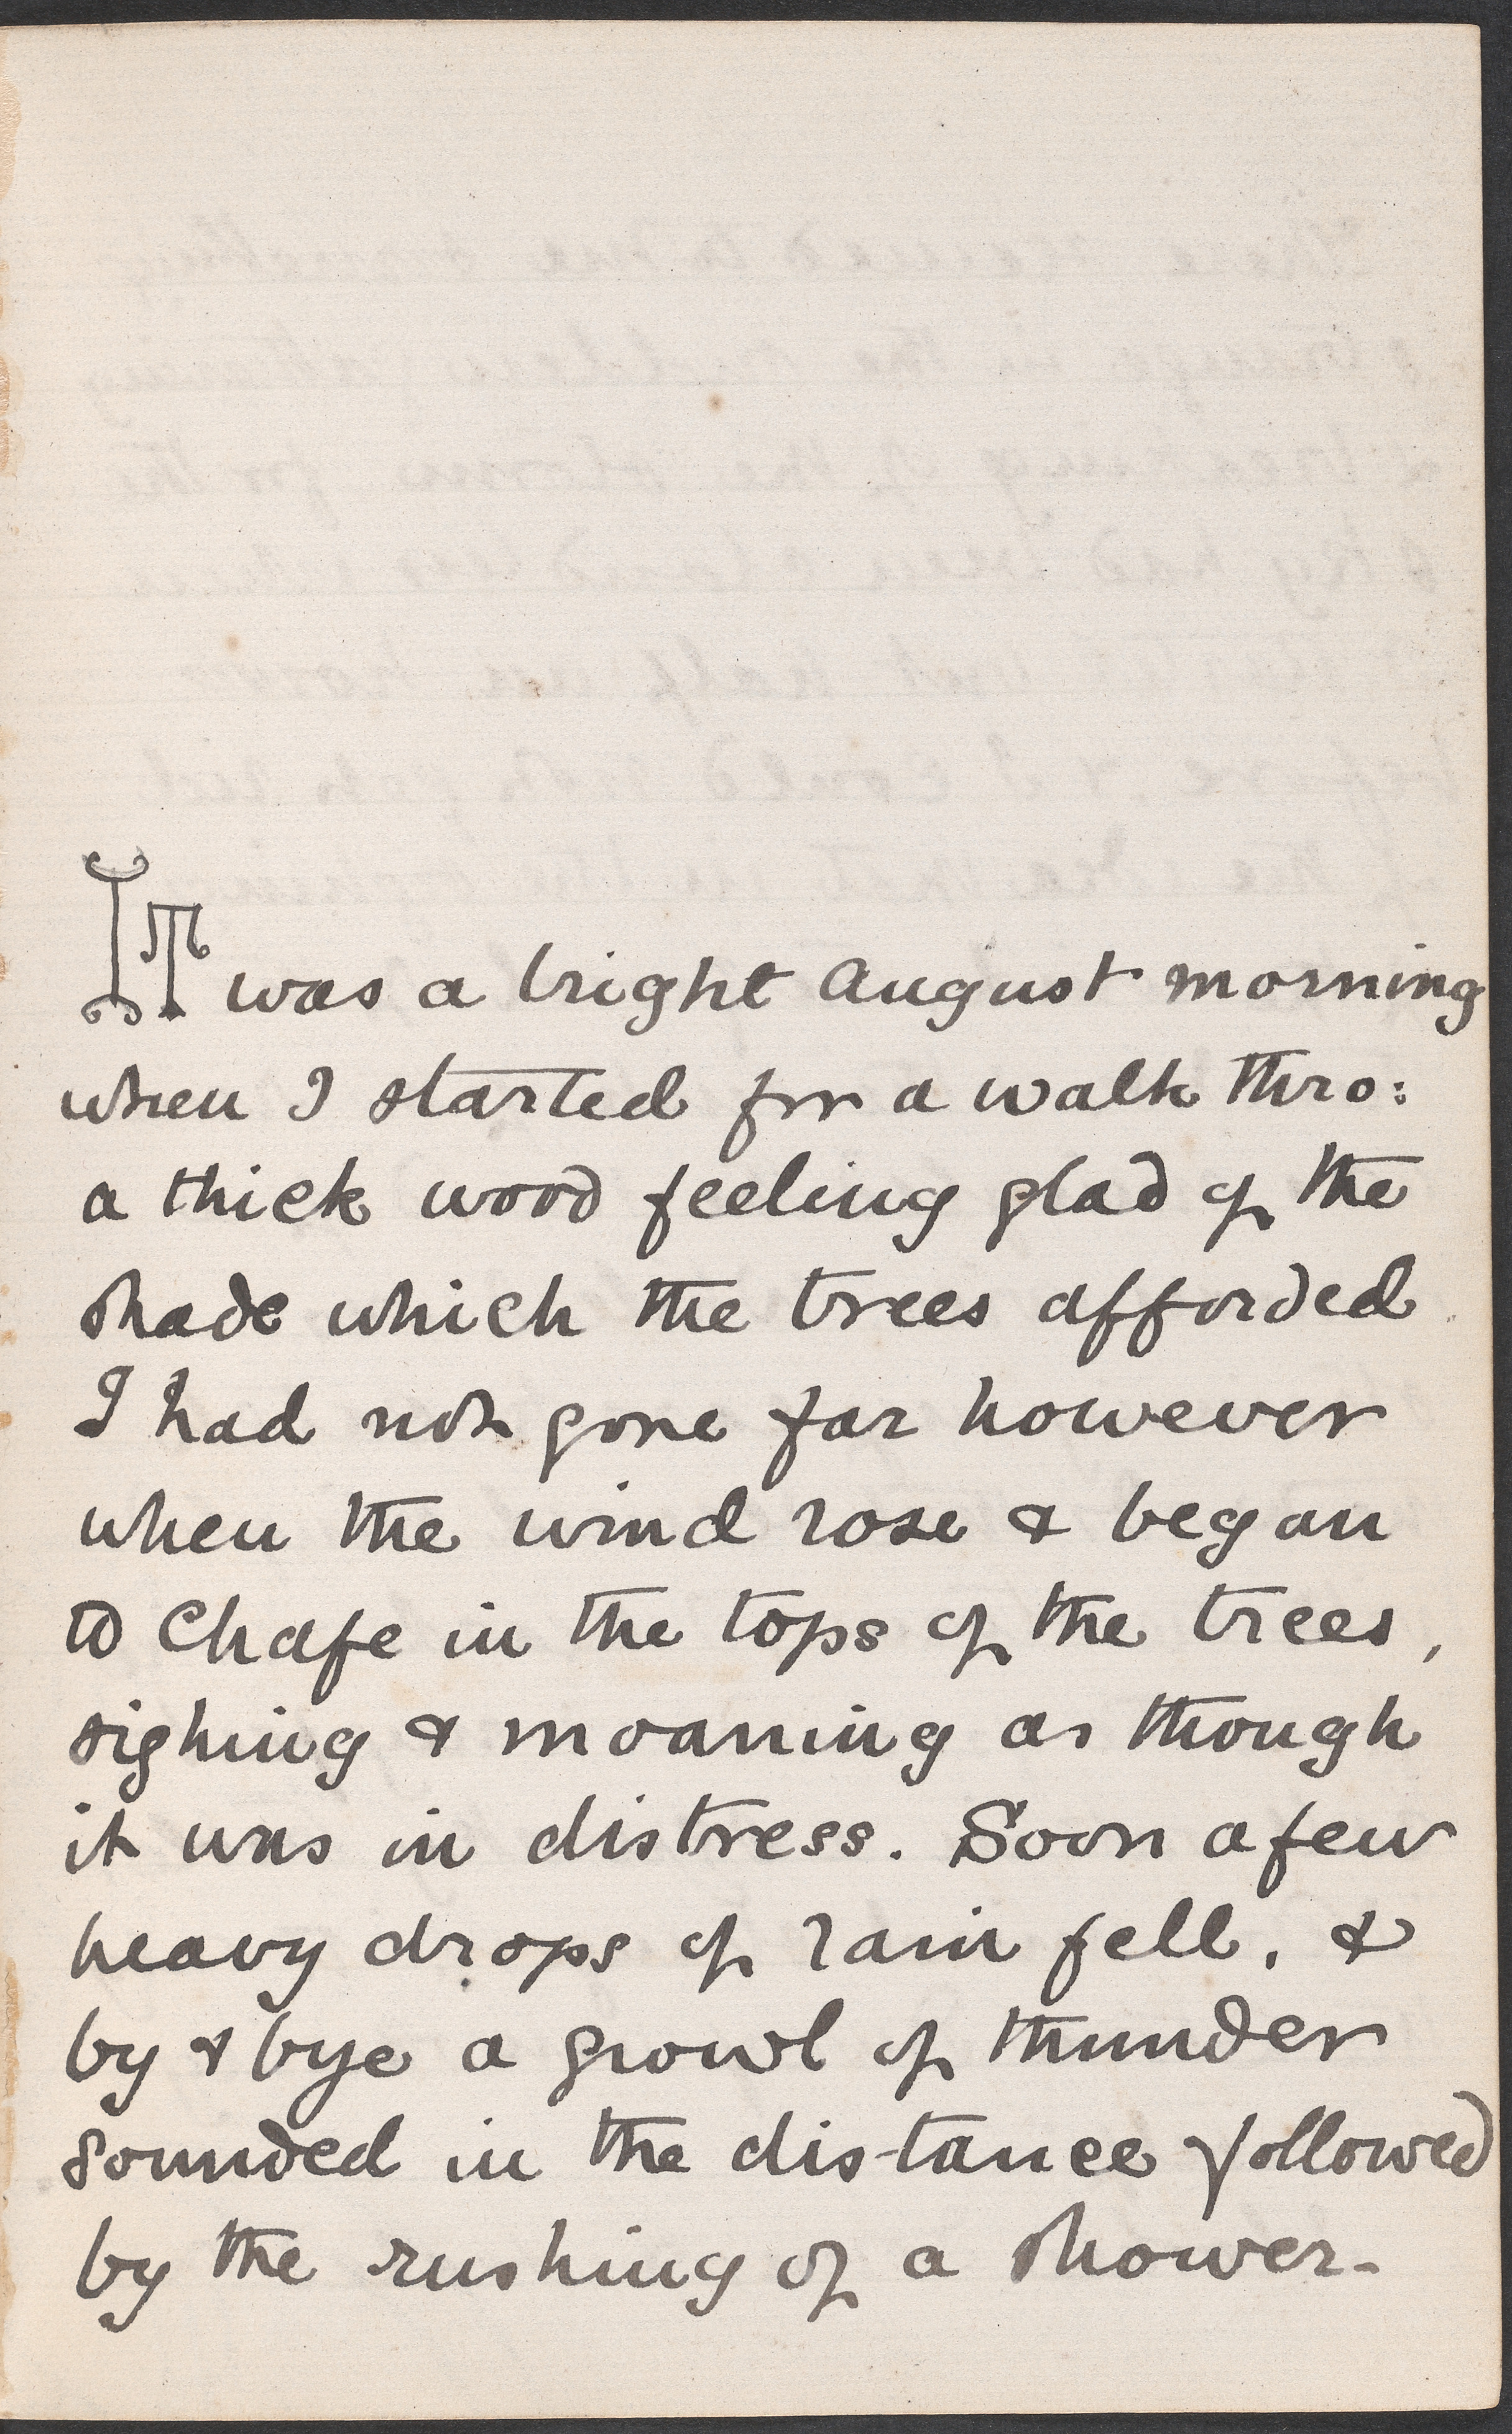 IT was a bright August morning
when I started for a walk thro:
a thick wood feeling glad of the
shade which the trees afforded
I had not gone far however
when the wind rose & began
to chafe in the tops of the trees,
sighing & moaning as though
it was in distress. Soon a few
heavy drops of rain fell, &
by & bye a growl of thunder
sounded in the distance followed
by the rushing of a shower-